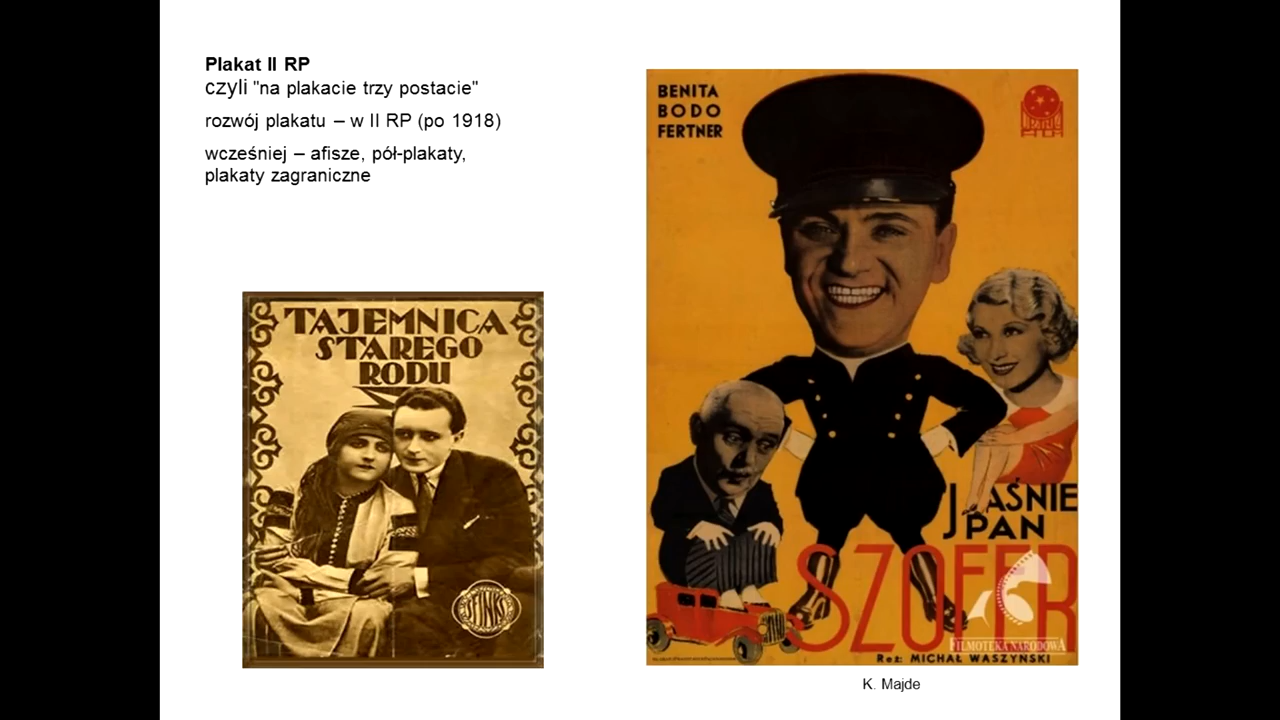 Plakat II RP
czyli "na plakacie trzy postacie"
rozwój plakatu – w II RP (po 1918)
wcześniej – afisze, pół-plakaty,
plakaty zagraniczne
TAJEMNICA
STAREGO
RODU
SFINKS
BENITA
BODO
FERTNER
JAŚNIE
PAN
SZOFER
FILMOTEKA NARODOWA
Reż: MICHAŁ WASZYŃSKI
K. Majde